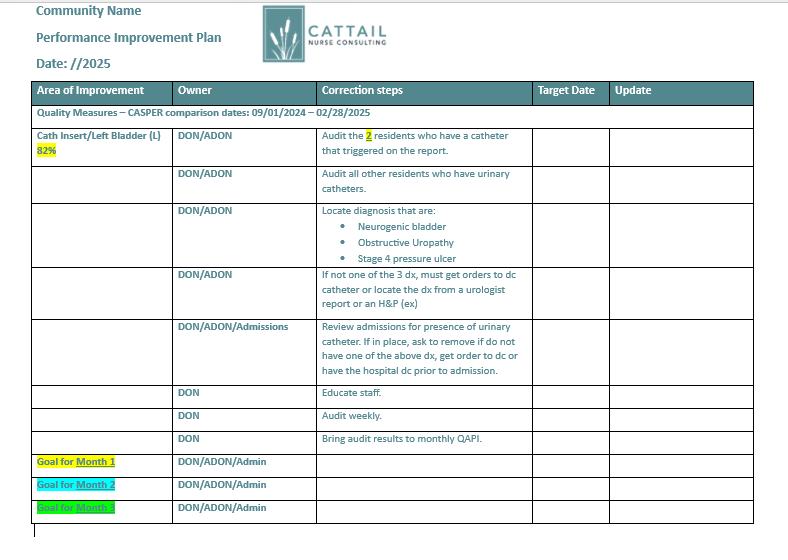 Community Name
CATTAIL
NURSE CONSULTING
Performance Improvement Plan
Date: //2025
Area of Improvement Owner Correction steps Target Date Update
Quality Measures – CASPER comparison dates: 09/01/2024 – 02/28/2025
Cath Insert/Left Bladder (L) DON/ADON Audit the 2 residents who have a catheter
82% that triggered on the report.
DON/ADON Audit all other residents who have urinary
catheters.
DON/ADON Locate diagnosis that are:
• Neurogenic bladder
• Obstructive Uropathy
• Stage 4 pressure ulcer
DON/ADON If not one of the 3 dx, must get orders to dc
catheter or locate the dx from a urologist
report or an H&P (ex)
DON/ADON/Admissions Review admissions for presence of urinary
catheter. If in place, ask to remove if do not
have one of the above dx, get order to dc or
have the hospital dc prior to admission.
DON Educate staff.
DON Audit weekly.
DON Bring audit results to monthly QAPI.
Goal for Month 1 DON/ADON/Admin
Goal for Month 2 DON/ADON/Admin
Goal for Month 3 DON/ADON/Admin